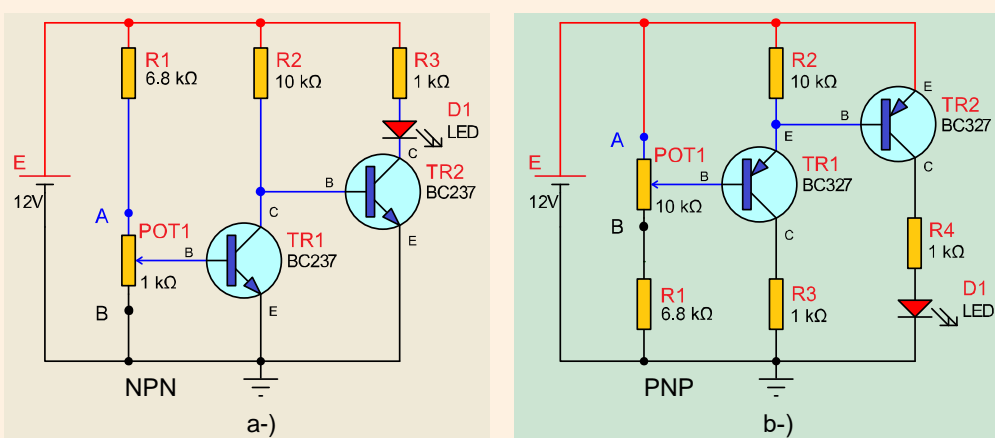 R1
6.8 kΩ
R2
10 kΩ
R3
1 kΩ
D1
LED
C
TR2
BC237
B
E
E
12V
A
POT1
1 kΩ
B
B
C
TR1
BC237
E
NPN
a-)
R2
10 kΩ
E
TR2
BC327
B
C
E
A
E
12V
POT1
10 kΩ
B
B
TR1
BC327
C
R4
1 kΩ
R1
6.8 kΩ
R3
1 kΩ
D1
LED
PNP
b-)